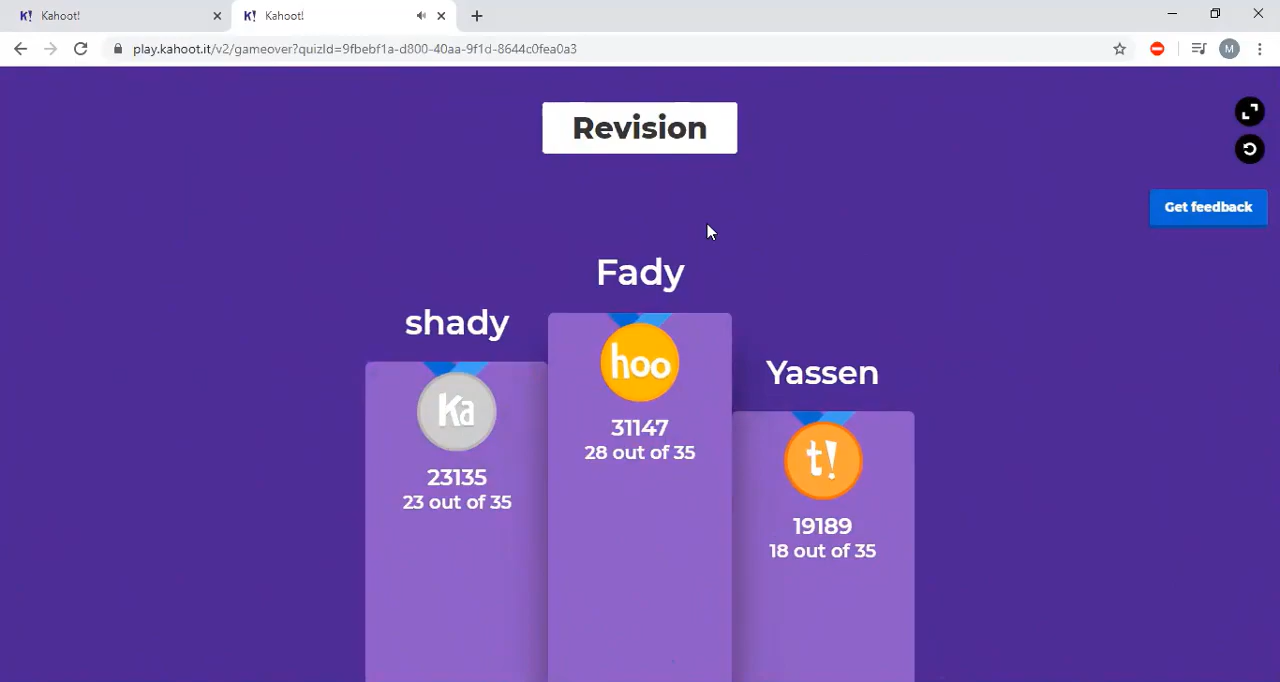 Kahoot!
Kahoot!
play.kahoot.it/v2/gameover?quizId=9fbebf1a-d800-40aa-9f1d-8644c0fea0a3
M
Revision
Get feedback
Fady
hoo
31147
28 out of 35
shady
Ka
23135
23 out of 35
Yassen
t!
19189
18 out of 35